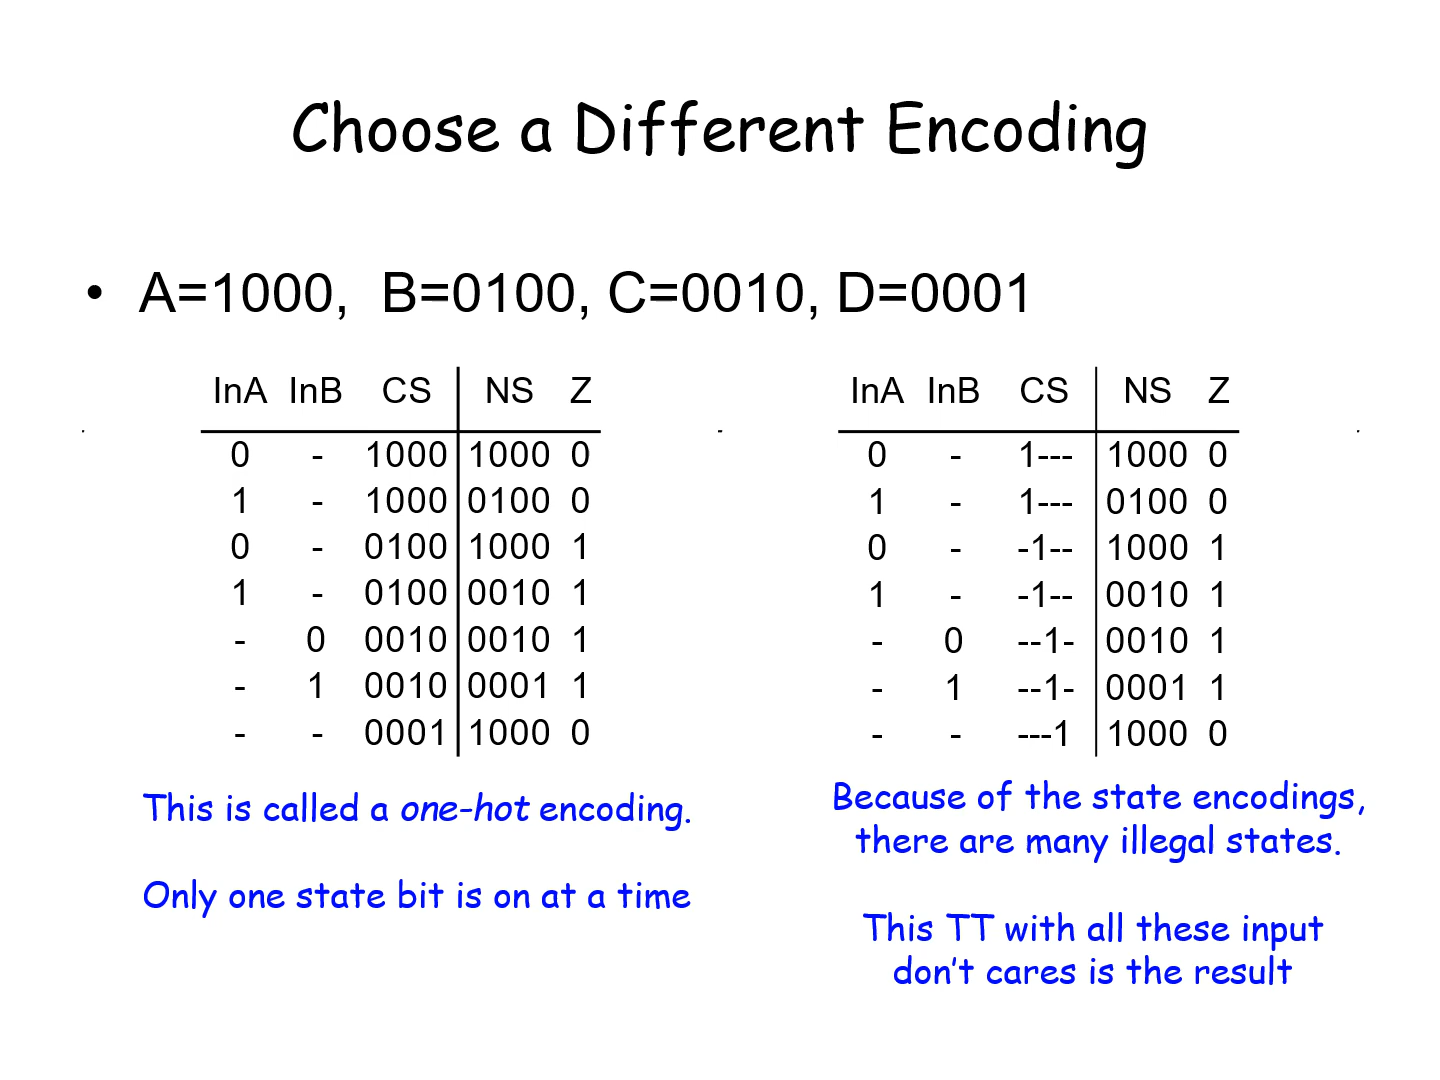 Choose a Different Encoding
• A=1000, B=0100, C=0010, D=0001
InA InB CS NS Z
0 - 1000 1000 0
1 - 1000 0100 0
0 - 0100 1000 1
1 - 0100 0010 1
- 0 0010 0010 1
- 1 0010 0001 1
- - 0001 1000 0
This is called a one-hot encoding.
Only one state bit is on at a time
InA InB CS NS Z
0 - 1--- 1000 0
1 - 1--- 0100 0
0 - -1-- 1000 1
1 - -1-- 0010 1
- 0 --1- 0010 1
- 1 --1- 0001 1
- - ---1 1000 0
Because of the state encodings,
there are many illegal states.
This TT with all these input
don't cares is the result